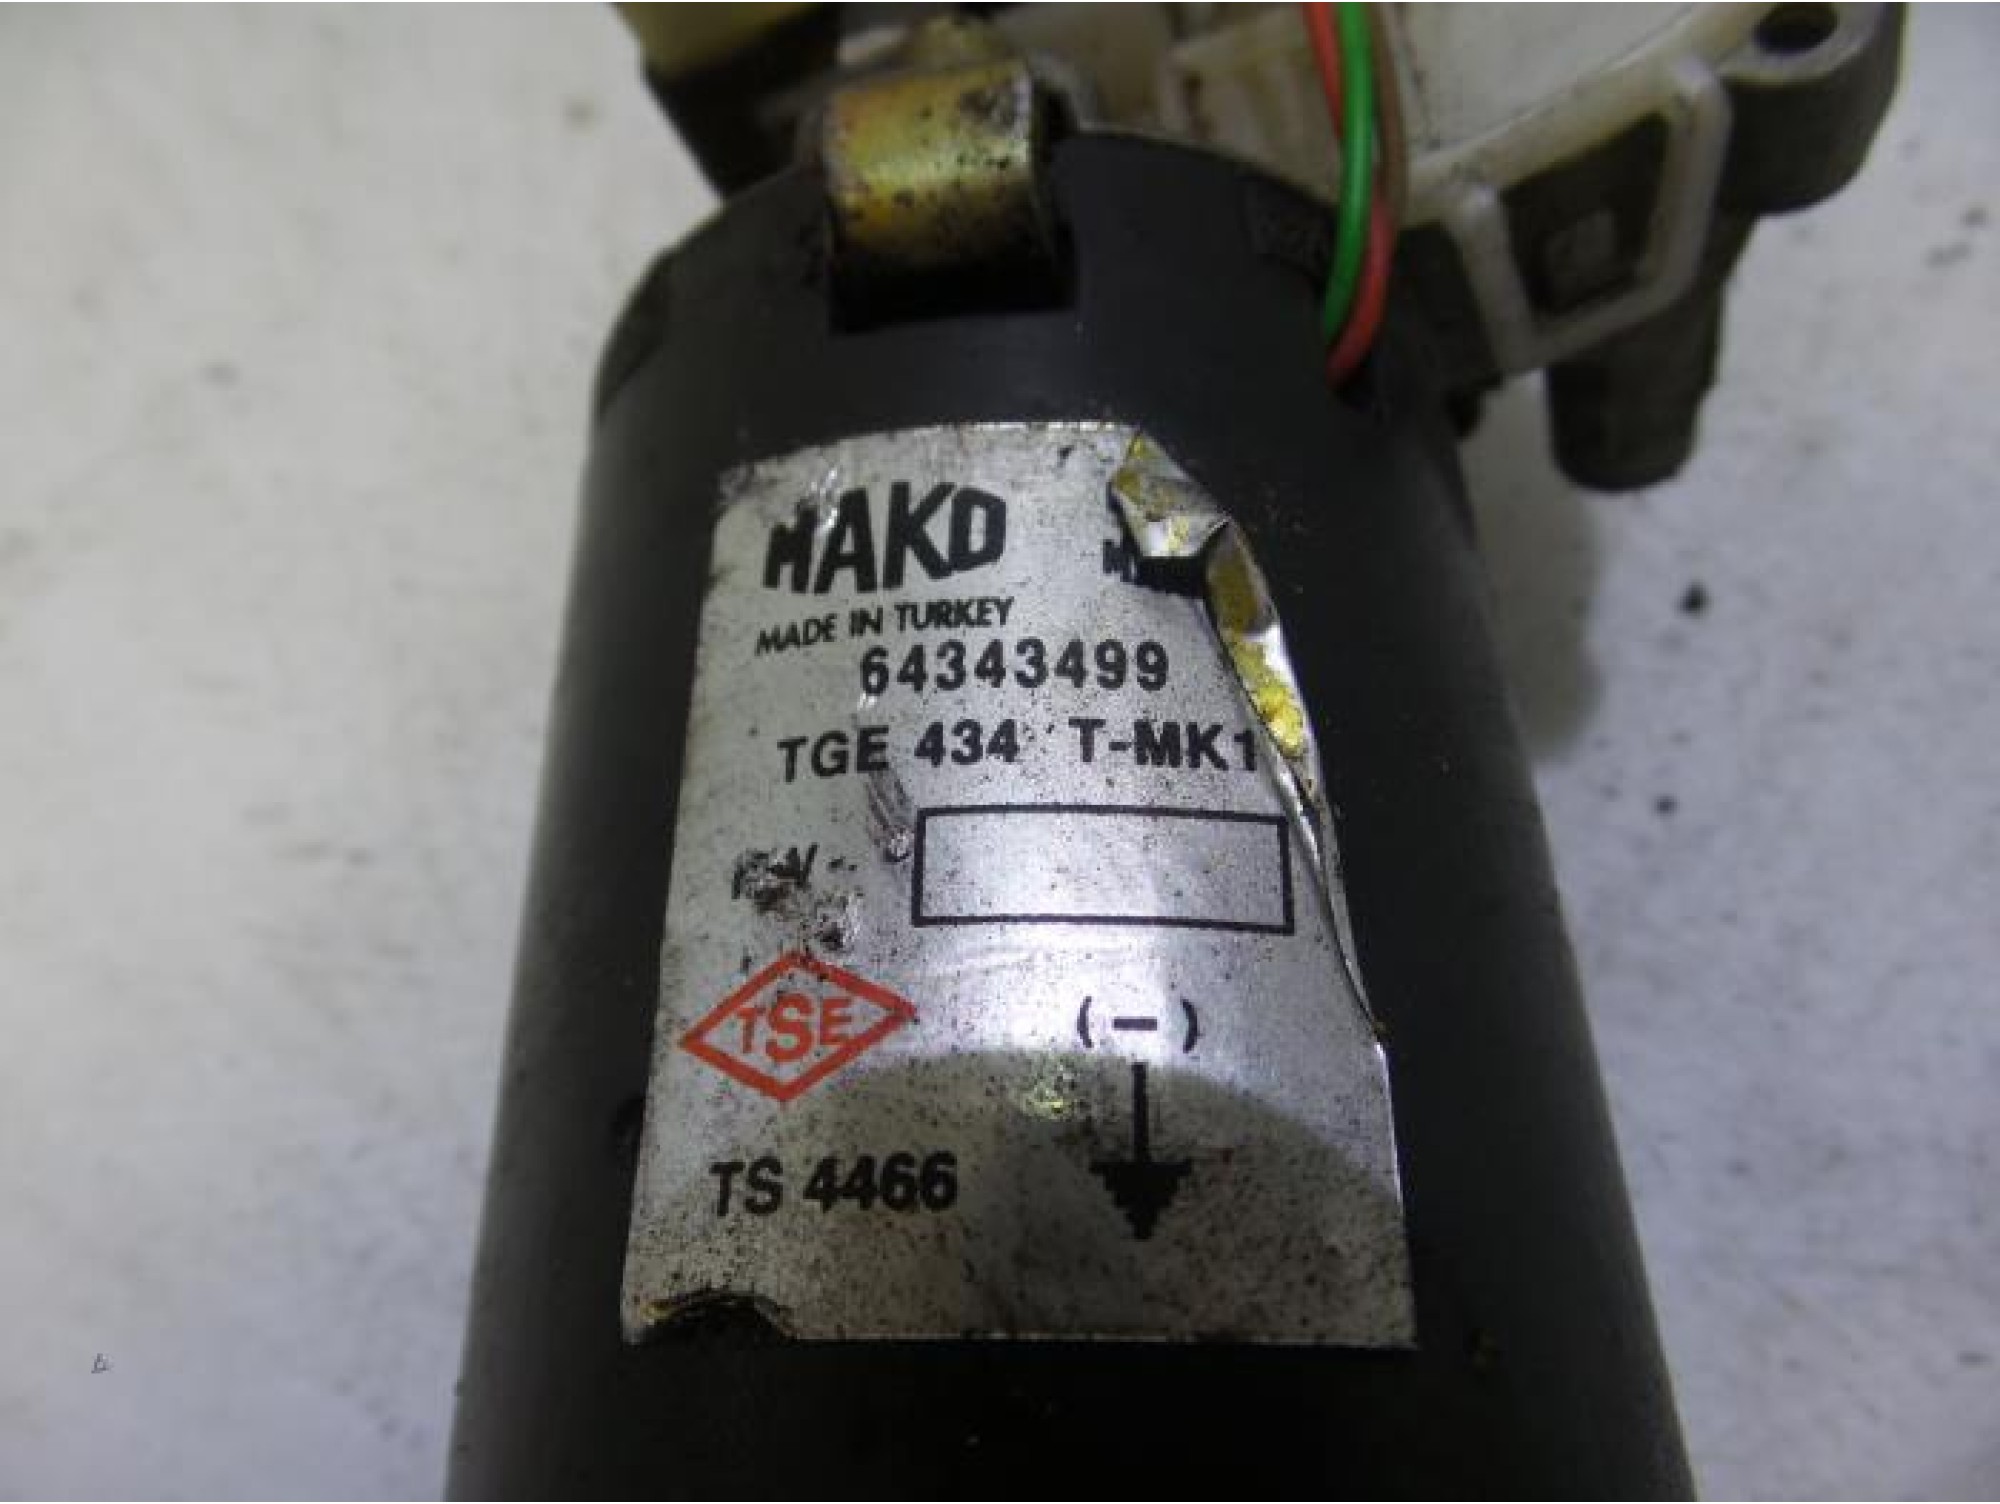 MAKO
MADE IN TURKEY
64343499
TGE 434 T-MK1
TSE
(-)
TS 4466